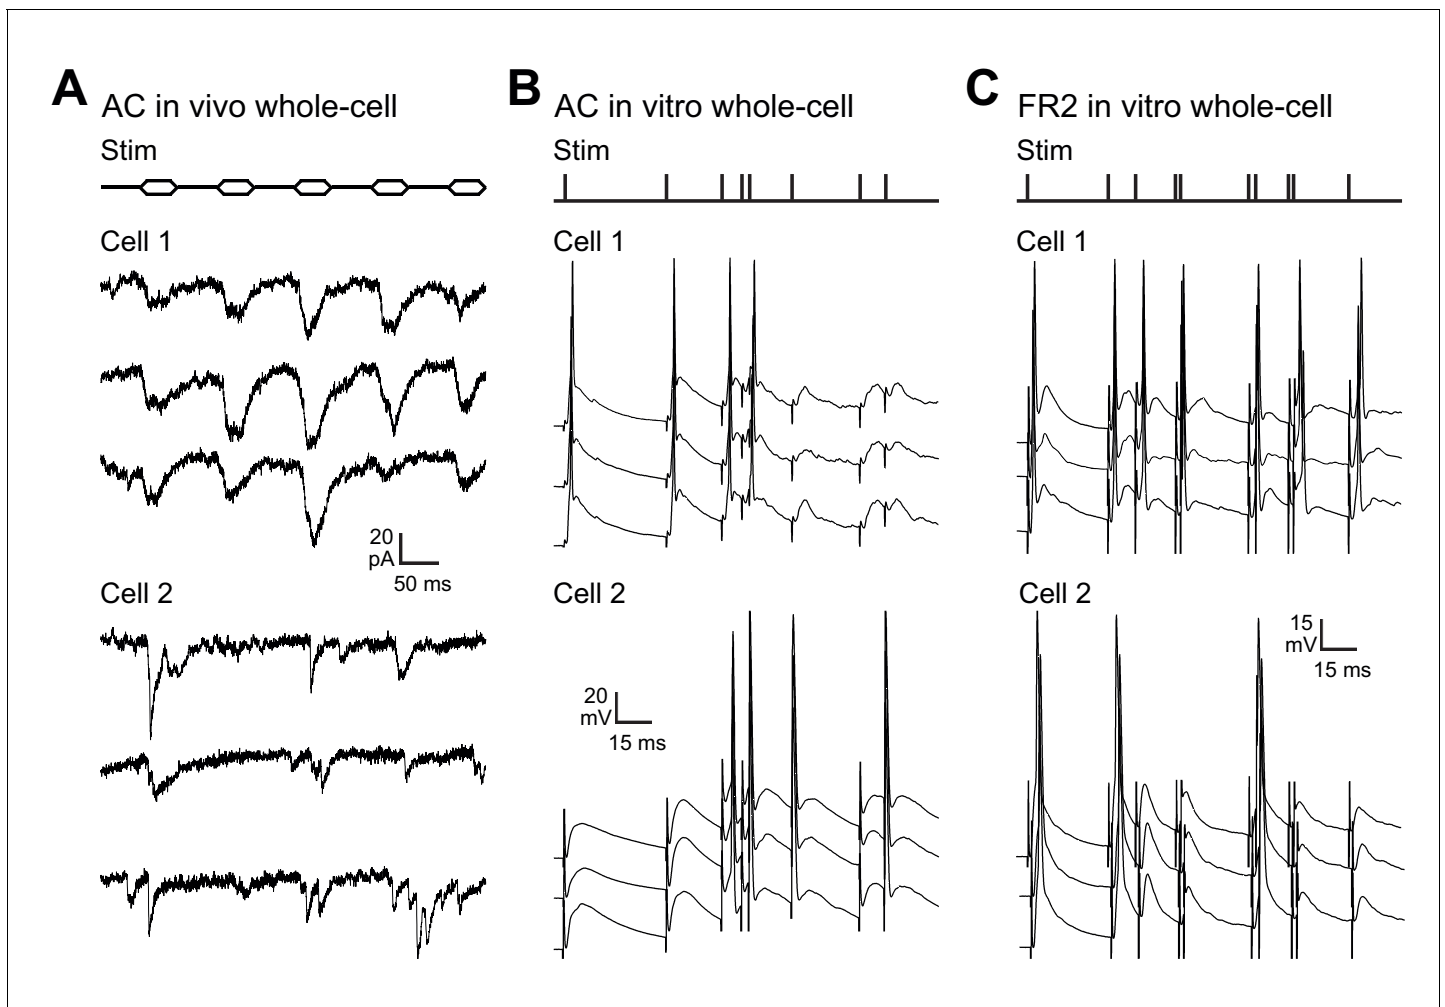 A AC in vivo whole-cell
Stim
Cell 1
20
pA
50 ms
Cell 2
B AC in vitro whole-cell
Stim
Cell 1
Cell 2
20
mV
15 ms
C FR2 in vitro whole-cell
Stim
Cell 1
Cell 2
15
mV
15 ms